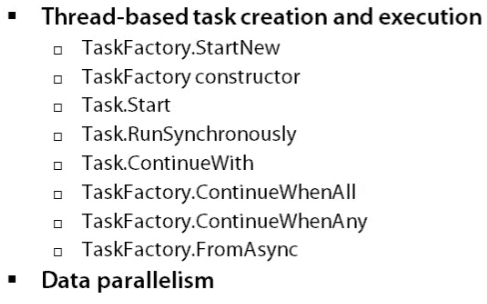 Thread-based task creation and execution
TaskFactory.StartNew
TaskFactory constructor
Task.Start
Task.RunSynchronously
Task.ContinueWith
TaskFactory.ContinueWhenAll
TaskFactory.ContinueWhenAny
TaskFactory.FromAsync
Data parallelism